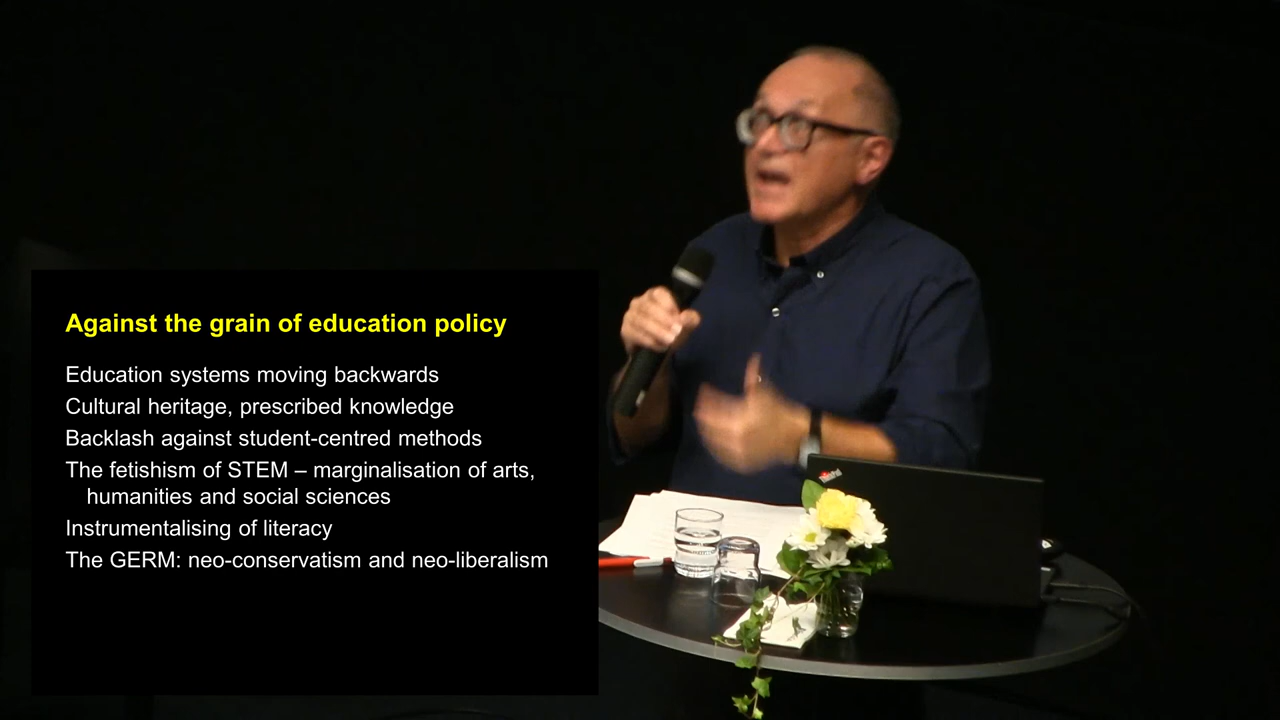 Against the grain of education policy
Education systems moving backwards
Cultural heritage, prescribed knowledge
Backlash against student-centred methods
The fetishism of STEM – marginalisation of arts,
humanities and social sciences
Instrumentalising of literacy
The GERM: neo-conservatism and neo-liberalism